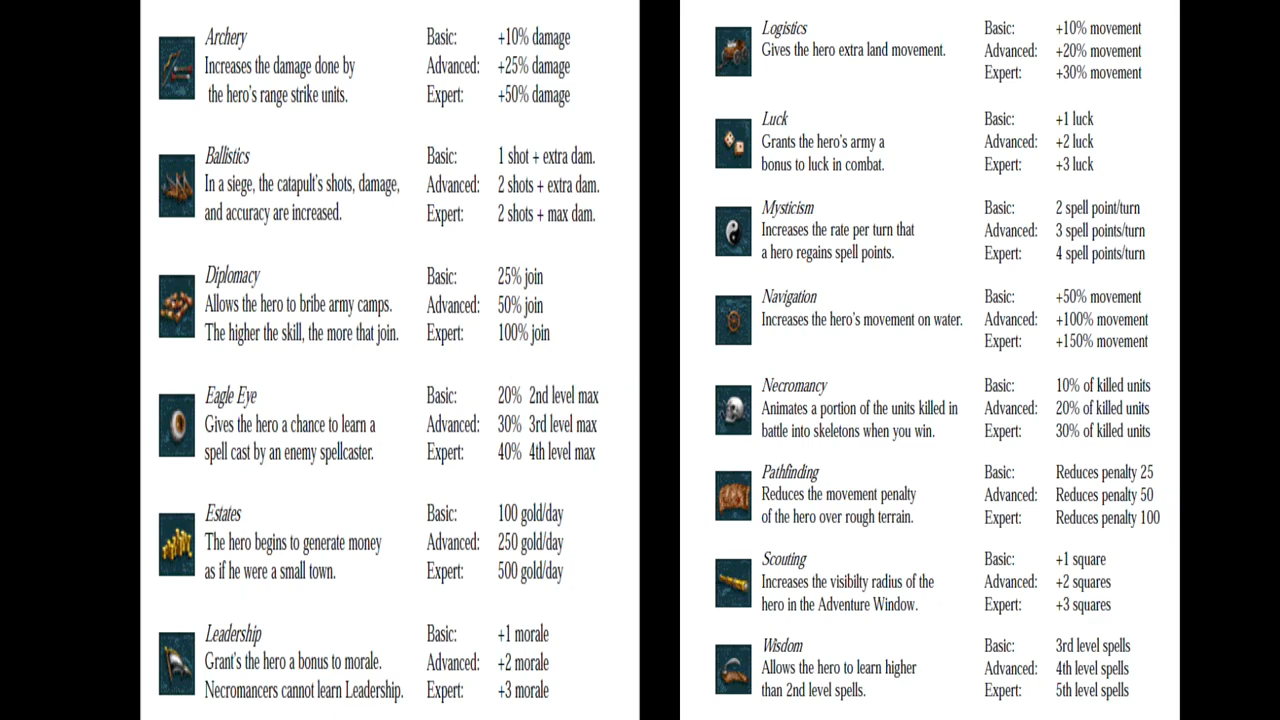 Archery Basic: +10% damage
Increases the damage done by Advanced: +25% damage
the hero's range strike units. Expert: +50% damage
Ballistics Basic: 1 shot + extra dam.
In a siege, the catapult's shots, damage, Advanced: 2 shots + extra dam.
and accuracy are increased. Expert: 2 shots + max dam.
Diplomacy Basic: 25% join
Allows the hero to bribe army camps. Advanced: 50% join
The higher the skill, the more that join. Expert: 100% join
Eagle Eye Basic: 20% 2nd level max
Gives the hero a chance to learn a Advanced: 30% 3rd level max
spell cast by an enemy spellcaster. Expert: 40% 4th level max
Estates Basic: 100 gold/day
The hero begins to generate money Advanced: 250 gold/day
as if he were a small town. Expert: 500 gold/day
Leadership Basic: +1 morale
Grant's the hero a bonus to morale. Advanced: +2 morale
Necromancers cannot learn Leadership. Expert: +3 morale
Logistics Basic: +10% movement
Gives the hero extra land movement. Advanced: +20% movement
Expert: +30% movement
Luck Basic: +1 luck
Grants the hero's army a Advanced: +2 luck
bonus to luck in combat. Expert: +3 luck
Mysticism Basic: 2 spell point/turn
Increases the rate per turn that Advanced: 3 spell points/turn
a hero regains spell points. Expert: 4 spell points/turn
Navigation Basic: +50% movement
Increases the hero's movement on water. Advanced: +100% movement
Expert: +150% movement
Necromancy Basic: 10% of killed units
Animates a portion of the units killed in Advanced: 20% of killed units
battle into skeletons when you win. Expert: 30% of killed units
Pathfinding Basic: Reduces penalty 25
Reduces the movement penalty Advanced: Reduces penalty 50
of the hero over rough terrain. Expert: Reduces penalty 100
Scouting Basic: +1 square
Increases the visibilty radius of the Advanced: +2 squares
hero in the Adventure Window. Expert: +3 squares
Wisdom Basic: 3rd level spells
Allows the hero to learn higher Advanced: 4th level spells
than 2nd level spells. Expert: 5th level spells